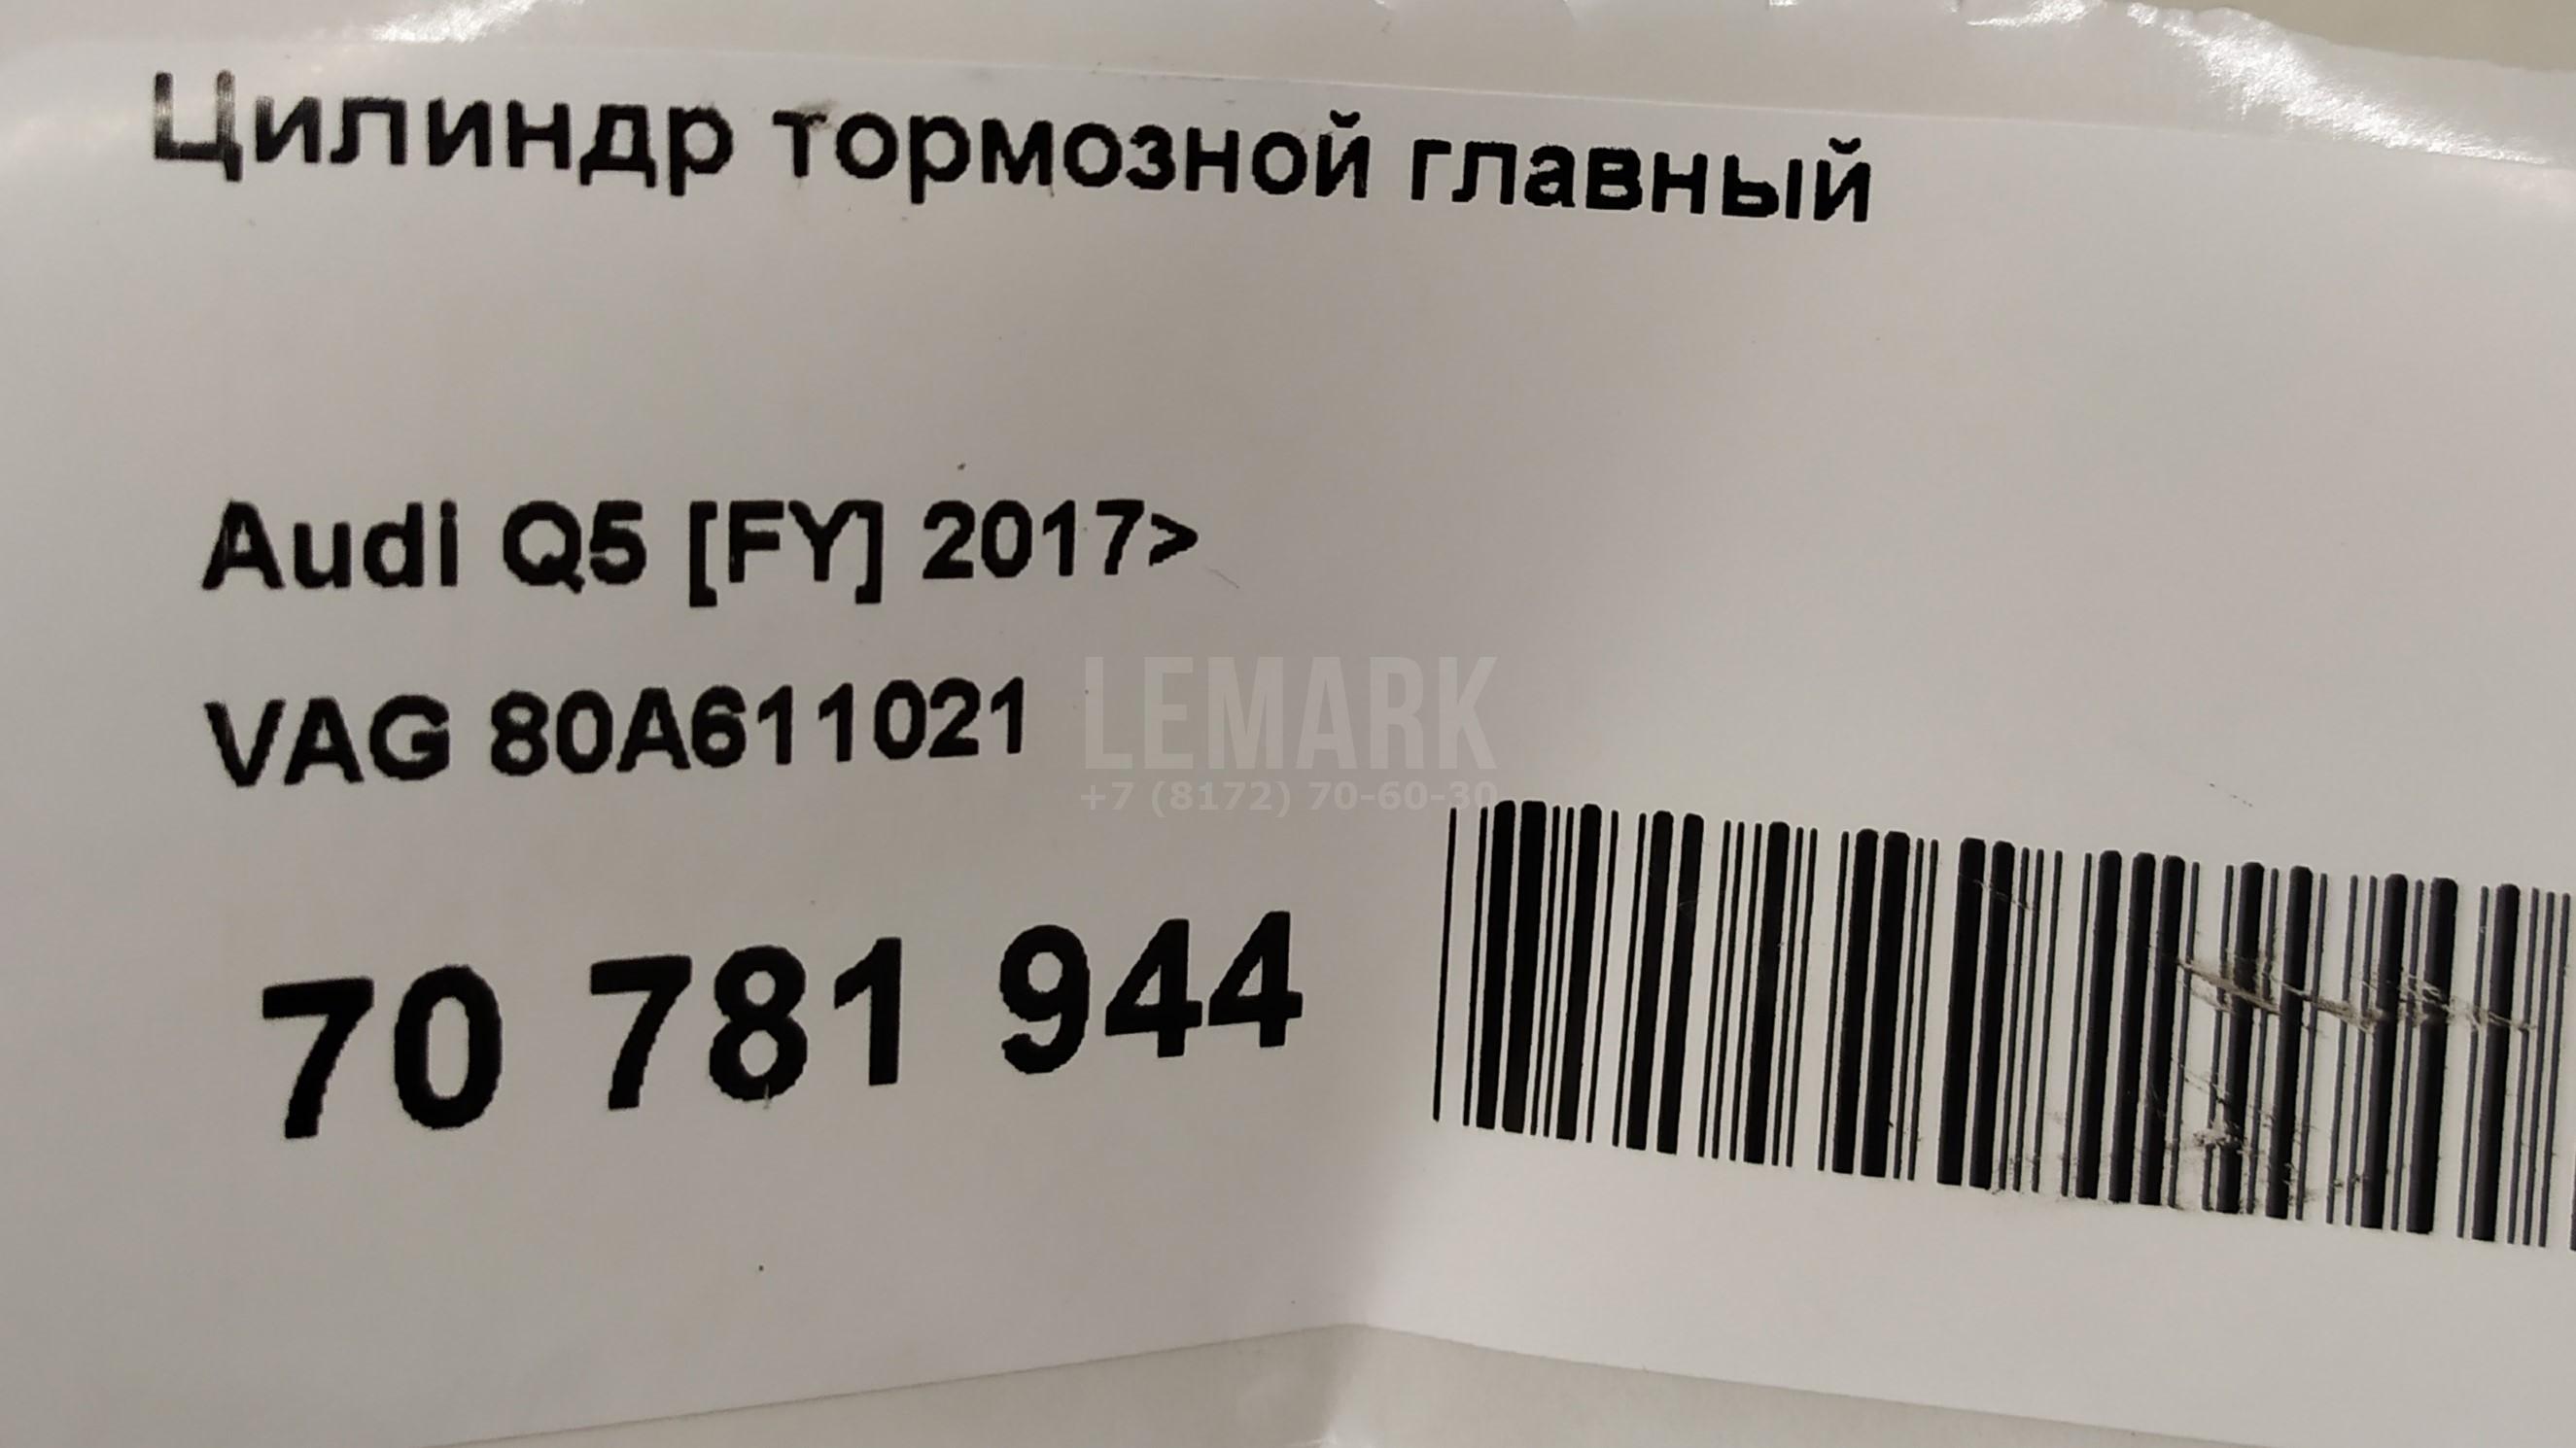 Цилиндр тормозной главный
Audi Q5 [FY] 2017>
VAG 80A611021
LEMARK
+7 (8172) 70-60-30
70 781 944